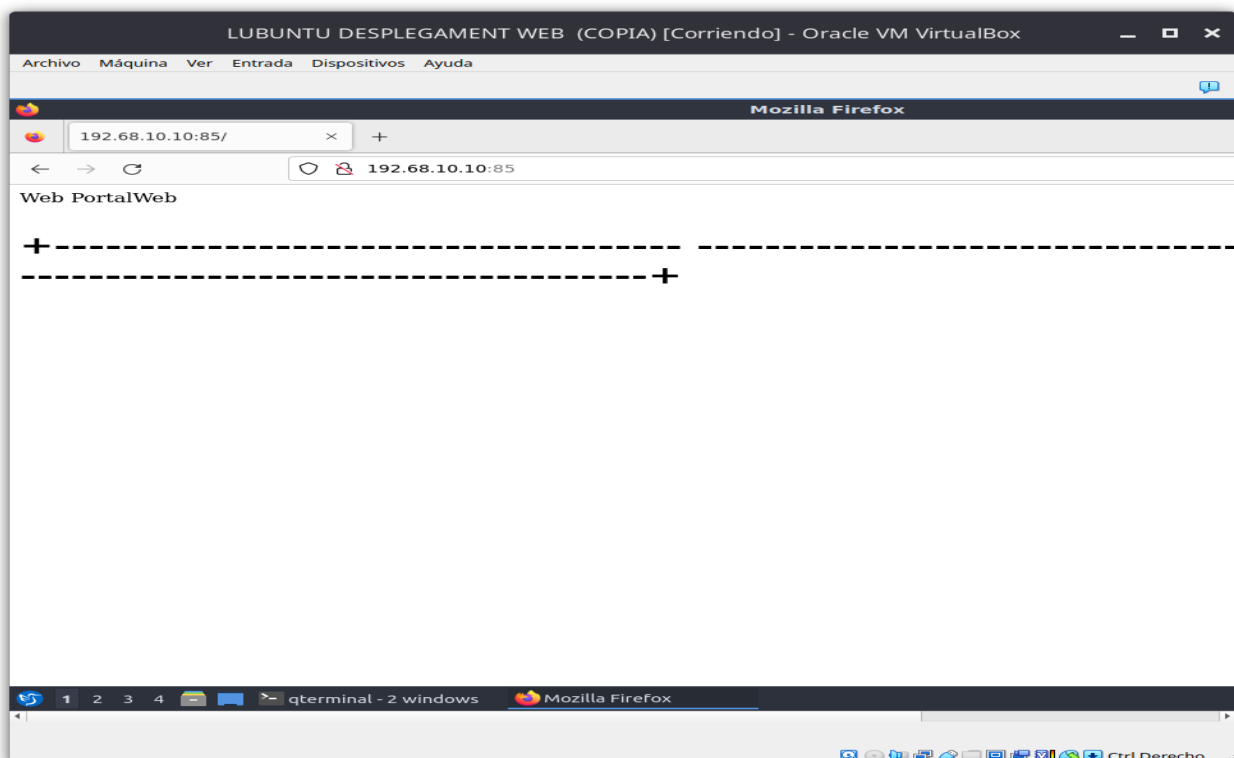 LUBUNTU DESPLEGAMENT WEB (COPIA) [Corriendo] - Oracle VM VirtualBox
Archivo Máquina Ver Entrada Dispositivos Ayuda
Mozilla Firefox
192.68.10.10:85/
192.68.10.10:85
Web PortalWeb
+------------------------------------- --------------------------------
-------------------------------------+
1 2 3 4 qterminal - 2 windows Mozilla Firefox
Ctrl Derecho